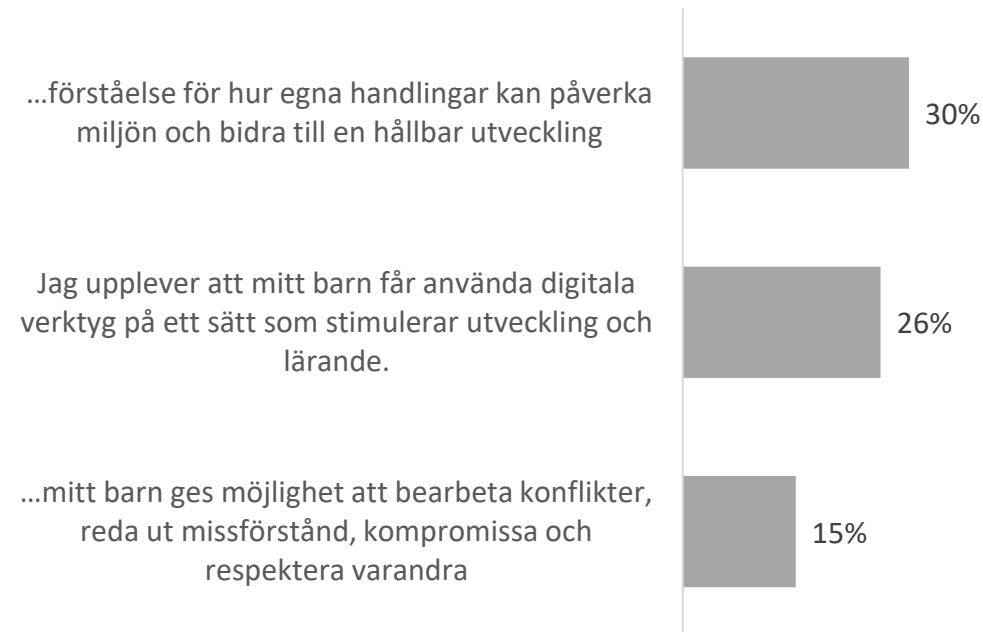 …förståelse för hur egna handlingar kan påverka
miljön och bidra till en hållbar utveckling
30%
Jag upplever att mitt barn får använda digitala
verktyg på ett sätt som stimulerar utveckling och
lärande.
26%
…mitt barn ges möjlighet att bearbeta konflikter,
reda ut missförstånd, kompromissa och
respektera varandra
15%